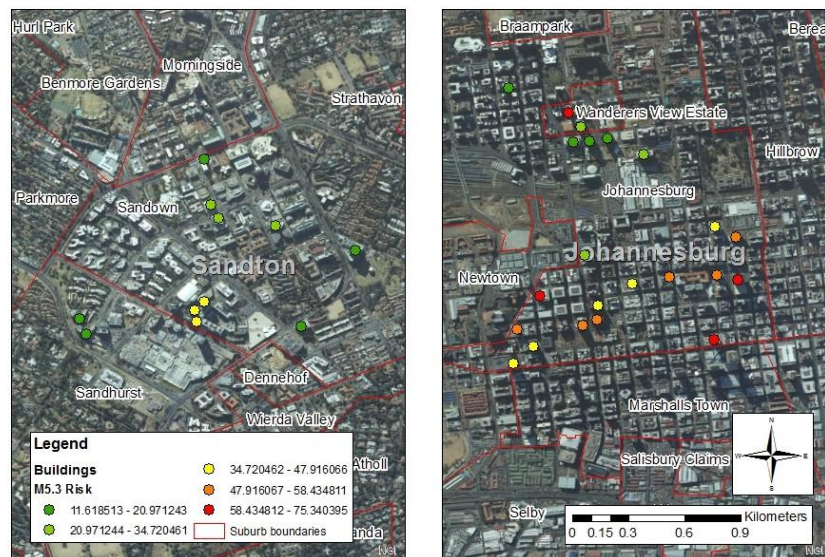 Hurl Park
Morningside
Benmore Gardens
Strathavon
Parkmore
Sandown
Sandton
Sandhurst
Dennehof
Wierda Valley
Atholl
anda
Legend
Buildings
M5.3 Risk
11.618513 - 20.971243
20.971244 - 34.720461
34.720462 - 47.916066
47.916067 - 58.434811
58.434812 - 75.340395
Suburb boundaries
Braampark
Berea
Wanderers View Estate
Hillbrow
Johannesburg
Johannesburg
Newtown
Marshalls Town
Salisbury Claims
Selby
N
W E
S
Kilometers
0 0.15 0.3 0.6 0.9